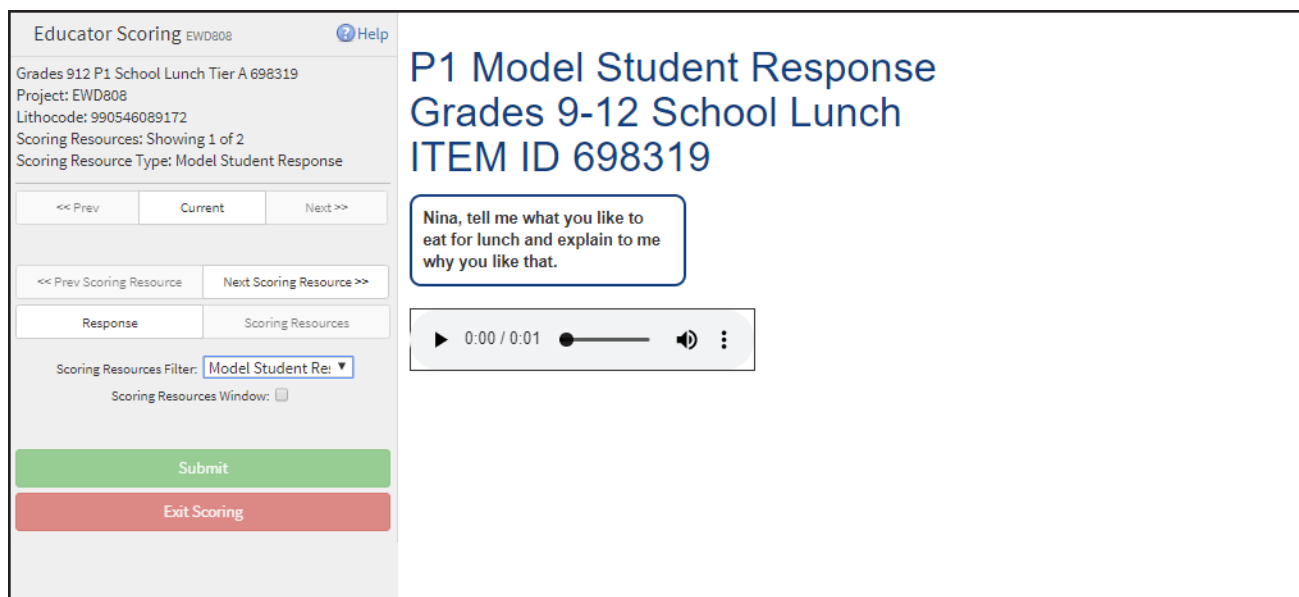 Educator Scoring EWD808
Help
Grades 912 P1 School Lunch Tier A 698319
Project: EWD808
Lithocode: 990546089172
Scoring Resources: Showing 1 of 2
Scoring Resource Type: Model Student Response
<< Prev
Current
Next >>
<< Prev Scoring Resource
Next Scoring Resource >>
Response
Scoring Resources
Scoring Resources Filter: Model Student Re:
Scoring Resources Window:
Submit
Exit Scoring
P1 Model Student Response
Grades 9-12 School Lunch
ITEM ID 698319
Nina, tell me what you like to
eat for lunch and explain to me
why you like that.
0:00 / 0:01